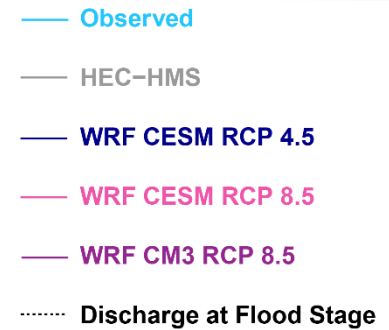 Observed
HEC−HMS
WRF CESM RCP 4.5
WRF CESM RCP 8.5
WRF CM3 RCP 8.5
Discharge at Flood Stage